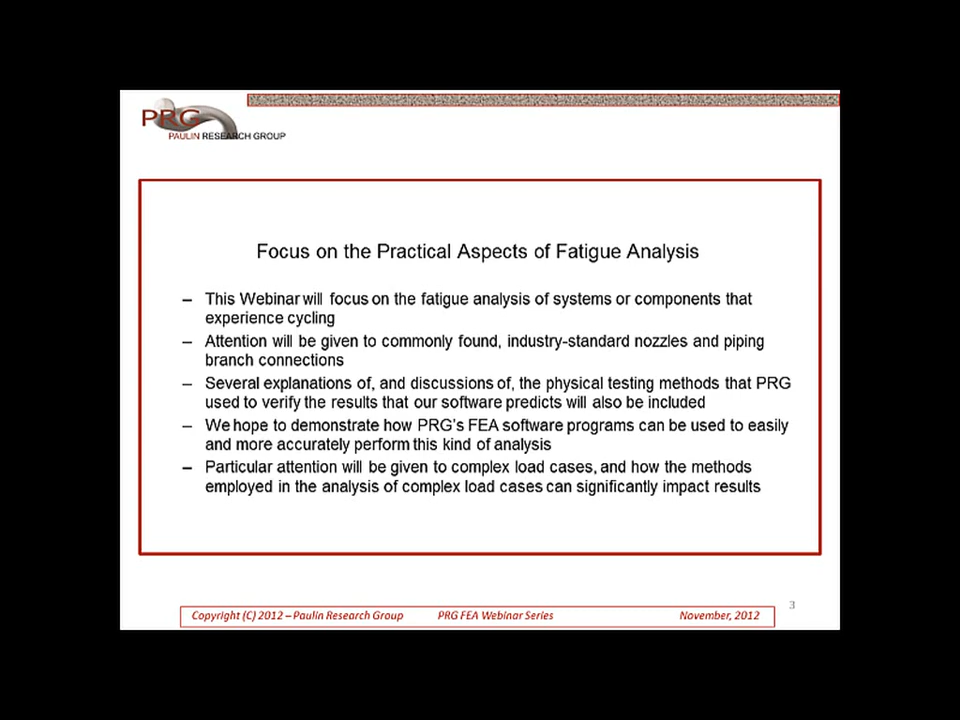 PRG
PAULIN RESEARCH GROUP
Focus on the Practical Aspects of Fatigue Analysis
– This Webinar will focus on the fatigue analysis of systems or components that
experience cycling
– Attention will be given to commonly found, industry-standard nozzles and piping
branch connections
– Several explanations of, and discussions of, the physical testing methods that PRG
used to verify the results that our software predicts will also be included
– We hope to demonstrate how PRG's FEA software programs can be used to easily
and more accurately perform this kind of analysis
– Particular attention will be given to complex load cases, and how the methods
employed in the analysis of complex load cases can significantly impact results
3
Copyright (C) 2012 – Paulin Research Group PRG FEA Webinar Series November, 2012